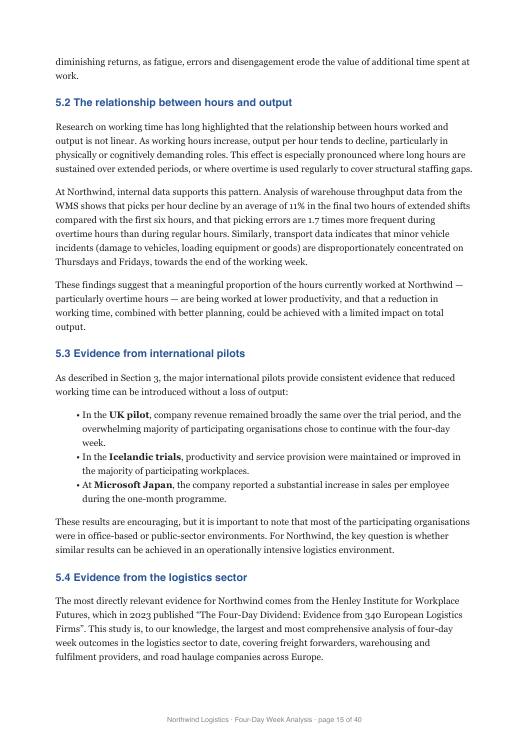 diminishing returns, as fatigue, errors and disengagement erode the value of additional time spent at
work.
5.2 The relationship between hours and output
Research on working time has long highlighted that the relationship between hours worked and
output is not linear. As working hours increase, output per hour tends to decline, particularly in
physically or cognitively demanding roles. This effect is especially pronounced where long hours are
sustained over extended periods, or where overtime is used regularly to cover structural staffing gaps.
At Northwind, internal data supports this pattern. Analysis of warehouse throughput data from the
WMS shows that picks per hour decline by an average of 11% in the final two hours of extended shifts
compared with the first six hours, and that picking errors are 1.7 times more frequent during
overtime hours than during regular hours. Similarly, transport data indicates that minor vehicle
incidents (damage to vehicles, loading equipment or goods) are disproportionately concentrated on
Thursdays and Fridays, towards the end of the working week.
These findings suggest that a meaningful proportion of the hours currently worked at Northwind —
particularly overtime hours — are being worked at lower productivity, and that a reduction in
working time, combined with better planning, could be achieved with a limited impact on total
output.
5.3 Evidence from international pilots
As described in Section 3, the major international pilots provide consistent evidence that reduced
working time can be introduced without a loss of output:
• In the UK pilot, company revenue remained broadly the same over the trial period, and the
overwhelming majority of participating organisations chose to continue with the four-day
week.
• In the Icelandic trials, productivity and service provision were maintained or improved in
the majority of participating workplaces.
• At Microsoft Japan, the company reported a substantial increase in sales per employee
during the one-month programme.
These results are encouraging, but it is important to note that most of the participating organisations
were in office-based or public-sector environments. For Northwind, the key question is whether
similar results can be achieved in an operationally intensive logistics environment.
5.4 Evidence from the logistics sector
The most directly relevant evidence for Northwind comes from the Henley Institute for Workplace
Futures, which in 2023 published “The Four-Day Dividend: Evidence from 340 European Logistics
Firms”. This study is, to our knowledge, the largest and most comprehensive analysis of four-day
week outcomes in the logistics sector to date, covering freight forwarders, warehousing and
fulfilment providers, and road haulage companies across Europe.
Northwind Logistics · Four-Day Week Analysis · page 15 of 40